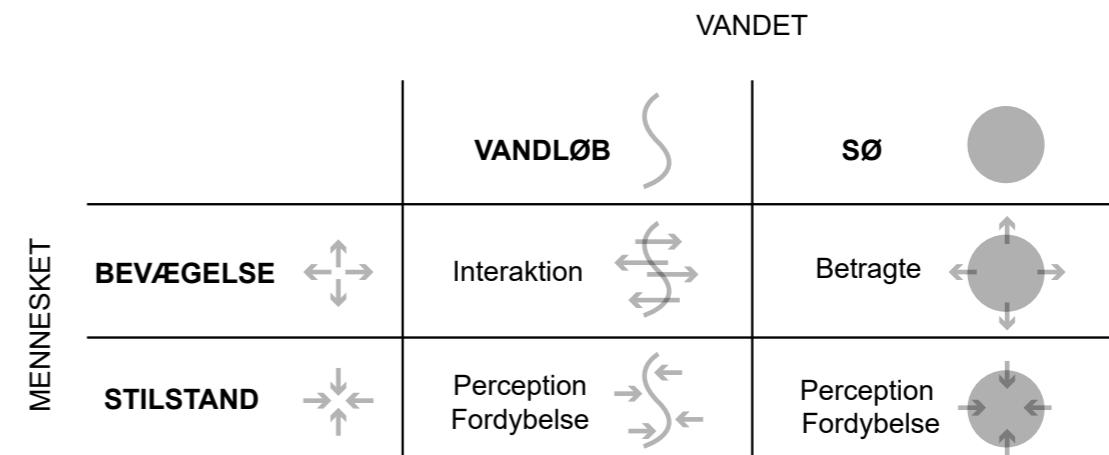 VANDET
VANDLØB
SØ
MENNESKET
BEVÆGELSE
Interaktion
Betragte
STILSTAND
Perception
Fordybelse
Perception
Fordybelse